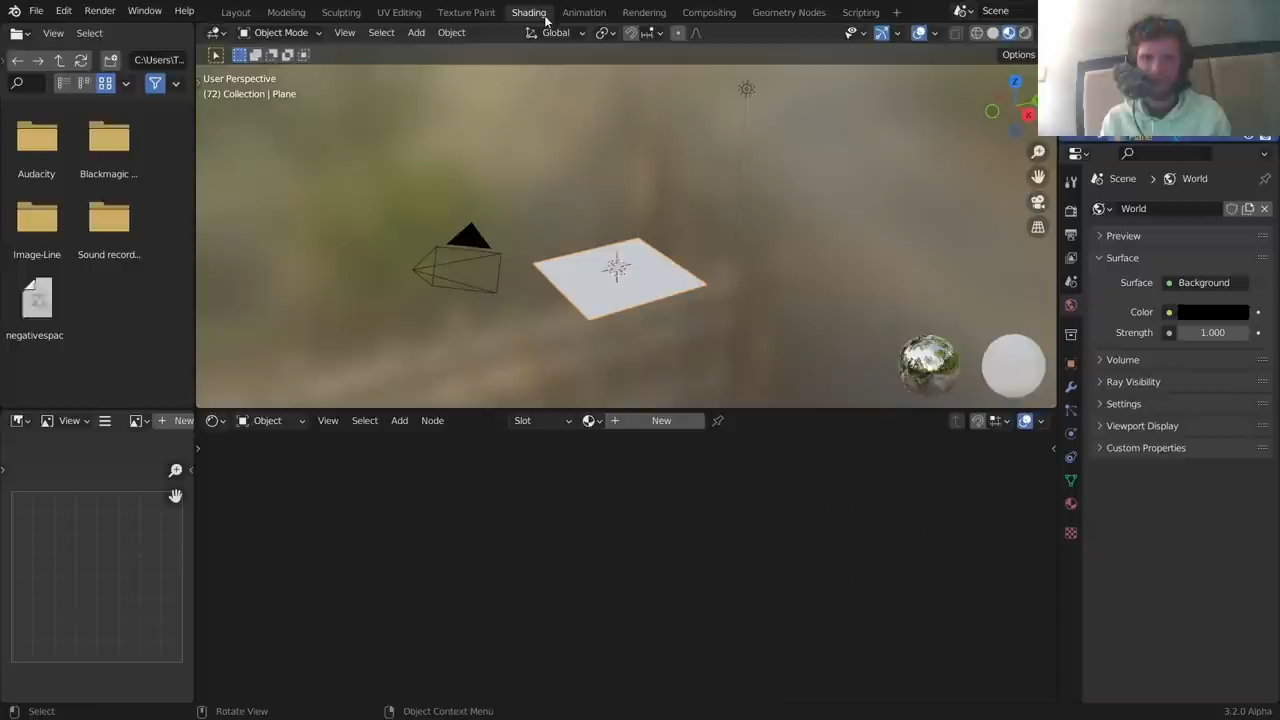 File Edit Render Window Help Layout Modeling Sculpting UV Editing Texture Paint Shading Animation Rendering Compositing Geometry Nodes Scripting + Scene
View Select Object Mode View Select Add Object Global
C:\Users\T... Options
User Perspective
(72) Collection | Plane
Z
X
Audacity Blackmagic ...
Image-Line Sound record...
negativespac
Plane
Scene World
World
Preview
Surface
Surface Background
Color
Strength 1.000
Volume
Ray Visibility
Settings
Viewport Display
Custom Properties
View New Object View Select Add Node Slot New
Select Rotate View Object Context Menu 3.2.0 Alpha